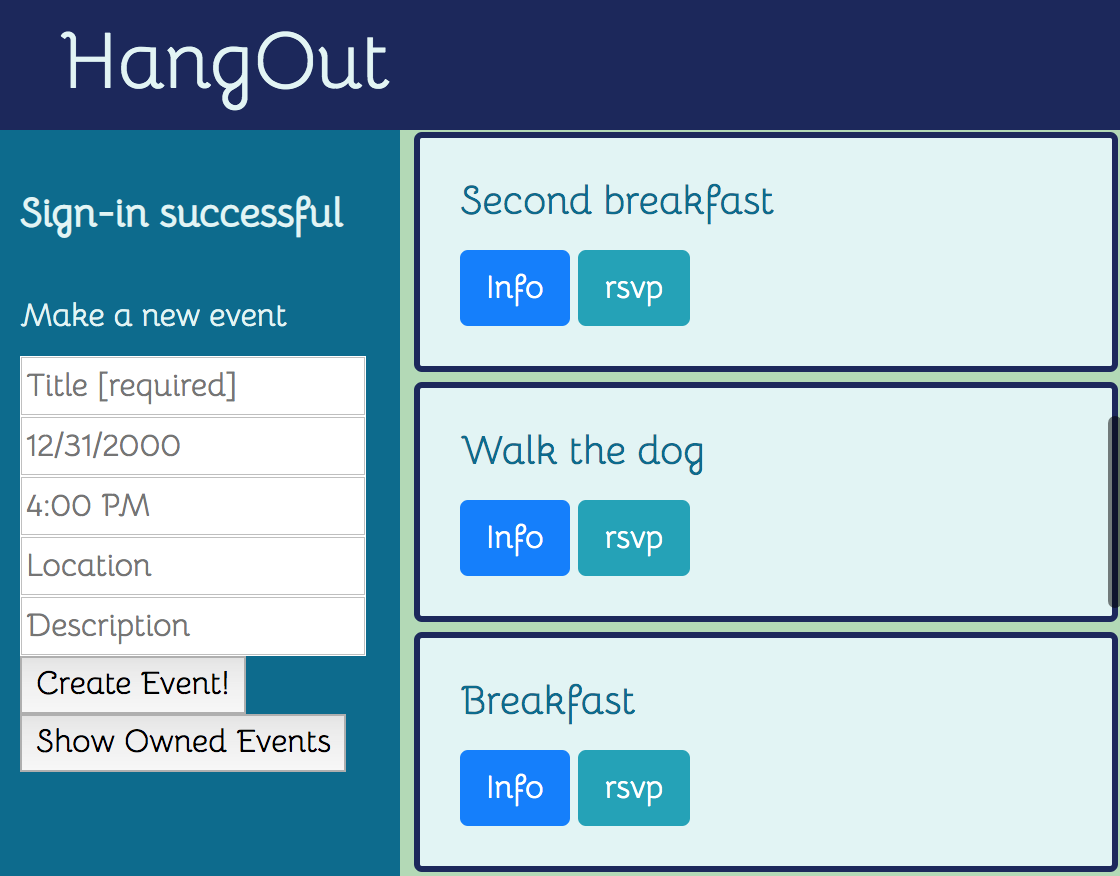 HangOut
Sign-in successful
Make a new event
Title [required]
12/31/2000
4:00 PM
Location
Description
Create Event!
Show Owned Events
Second breakfast
Info rsvp
Walk the dog
Info rsvp
Breakfast
Info rsvp